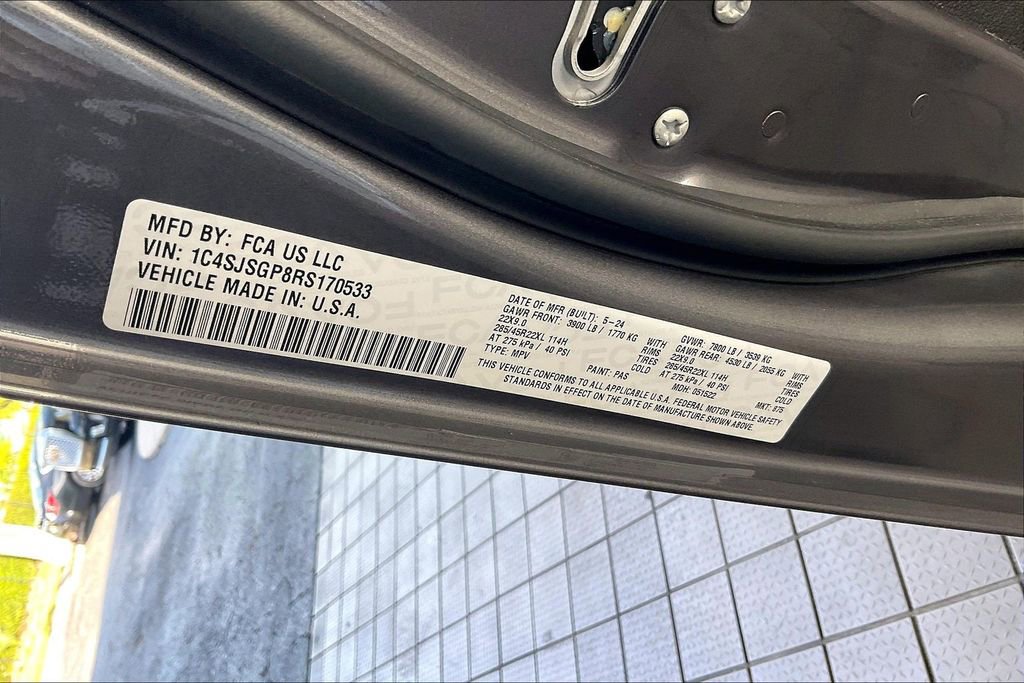 MFD BY: FCA US LLC
VIN: 1C4SJSGP8RS170533
VEHICLE MADE IN: U.S.A.
DATE OF MFR (BUILT): 5-24 GVWR: 7800 LB / 3539 KG
GAWR FRONT: 3900 LB / 1770 KG WITH GAWR REAR: 4530 LB / 2055 KG WITH
22X9.0 RIMS 22X9.0 RIMS
285/45R22XL 114H TIRES 285/45R22XL 114H TIRES
AT 275 kPa / 40 PSI COLD AT 275 kPa / 40 PSI COLD
TYPE: MPV PAINT: PAS MDH: 051522 MKT: 875
THIS VEHICLE CONFORMS TO ALL APPLICABLE U.S.A. FEDERAL MOTOR VEHICLE SAFETY
STANDARDS IN EFFECT ON THE DATE OF MANUFACTURE SHOWN ABOVE.